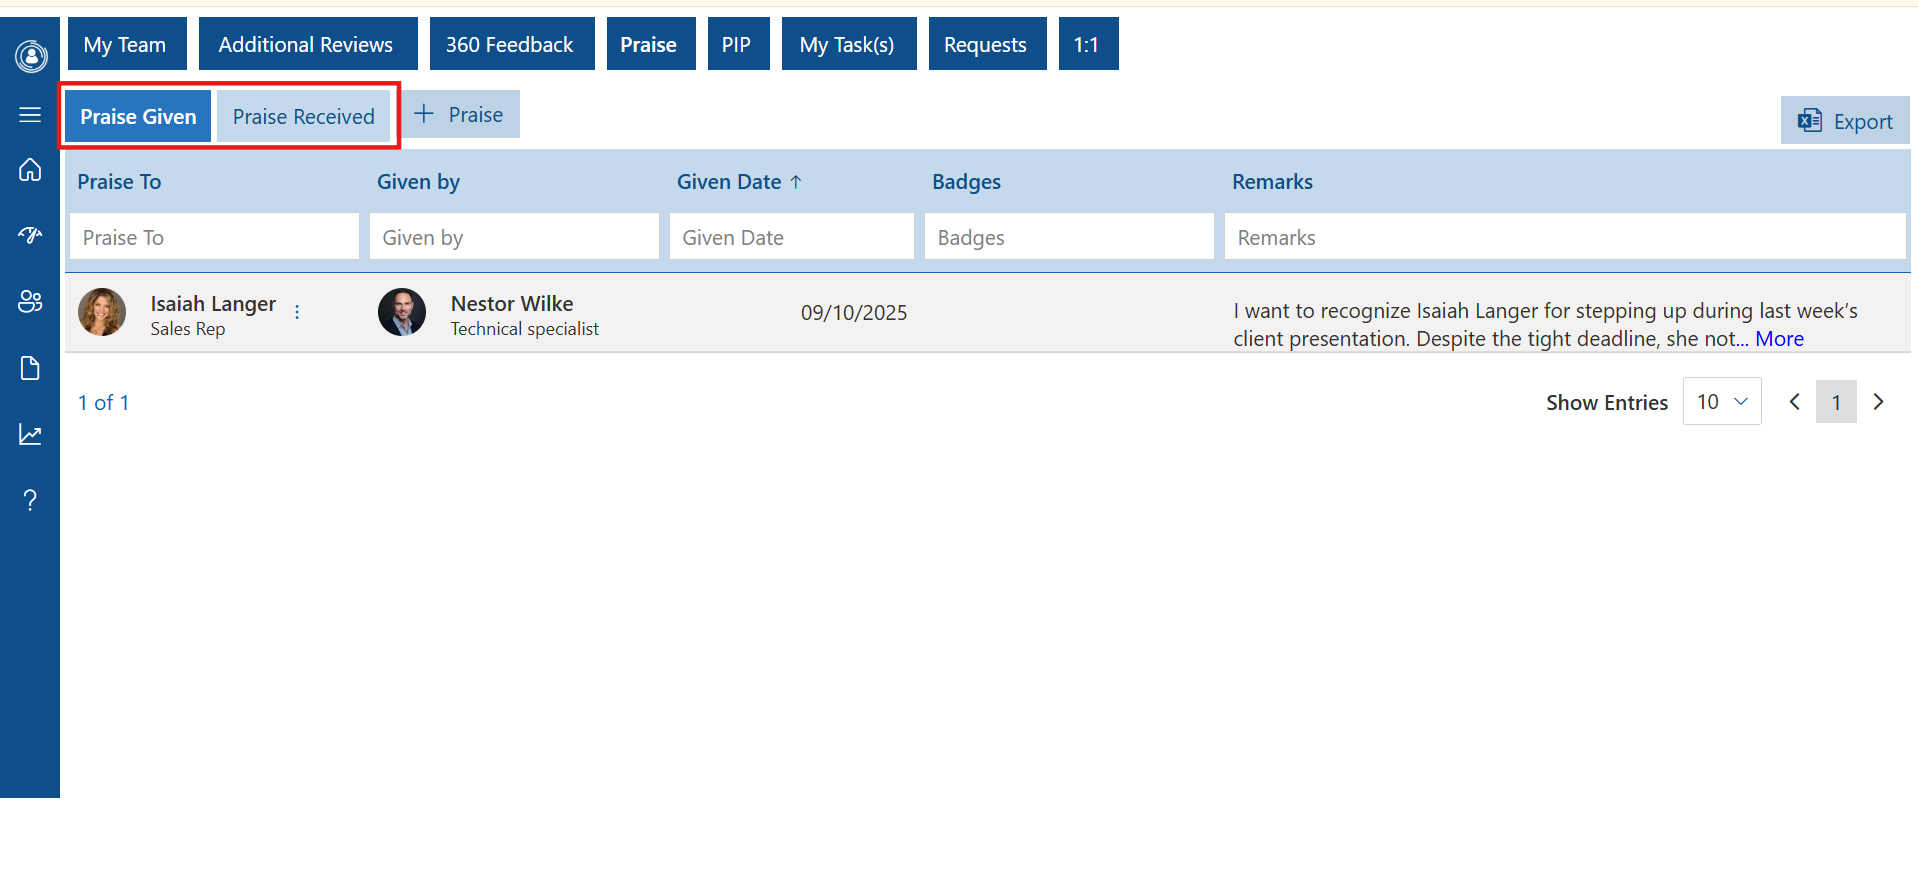 My Team Additional Reviews 360 Feedback Praise PIP My Task(s) Requests 1:1
Praise Given Praise Received + Praise Export
Praise To Given by Given Date ↑ Badges Remarks
Praise To Given by Given Date Badges Remarks
Isaiah Langer Nestor Wilke 09/10/2025 I want to recognize Isaiah Langer for stepping up during last week’s
Sales Rep Technical specialist client presentation. Despite the tight deadline, she not... More
1 of 1 Show Entries 10 1